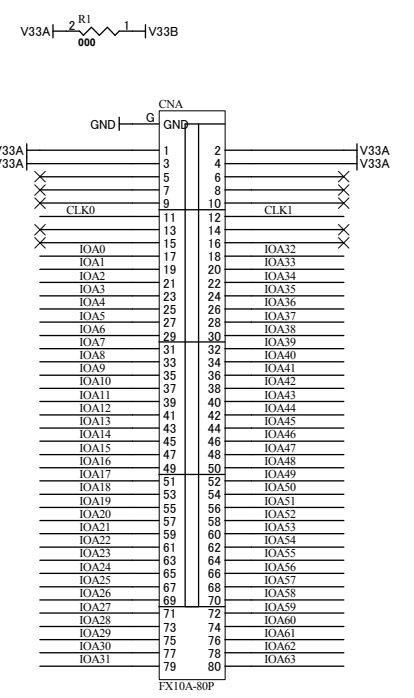 R1
V33A 2 1 V33B
000
CNA
GND G GND
V33A 1 2 V33A
V33A 3 4 V33A
5 6
7 8
9 10
CLK0 11 12 CLK1
13 14
15 16
IOA0 17 18 IOA32
IOA1 19 20 IOA33
IOA2 21 22 IOA34
IOA3 23 24 IOA35
IOA4 25 26 IOA36
IOA5 27 28 IOA37
IOA6 29 30 IOA38
IOA7 31 32 IOA39
IOA8 33 34 IOA40
IOA9 35 36 IOA41
IOA10 37 38 IOA42
IOA11 39 40 IOA43
IOA12 41 42 IOA44
IOA13 43 44 IOA45
IOA14 45 46 IOA46
IOA15 47 48 IOA47
IOA16 49 50 IOA48
IOA17 51 52 IOA49
IOA18 53 54 IOA50
IOA19 55 56 IOA51
IOA20 57 58 IOA52
IOA21 59 60 IOA53
IOA22 61 62 IOA54
IOA23 63 64 IOA55
IOA24 65 66 IOA56
IOA25 67 68 IOA57
IOA26 69 70 IOA58
IOA27 71 72 IOA59
IOA28 73 74 IOA60
IOA29 75 76 IOA61
IOA30 77 78 IOA62
IOA31 79 80 IOA63
FX10A-80P